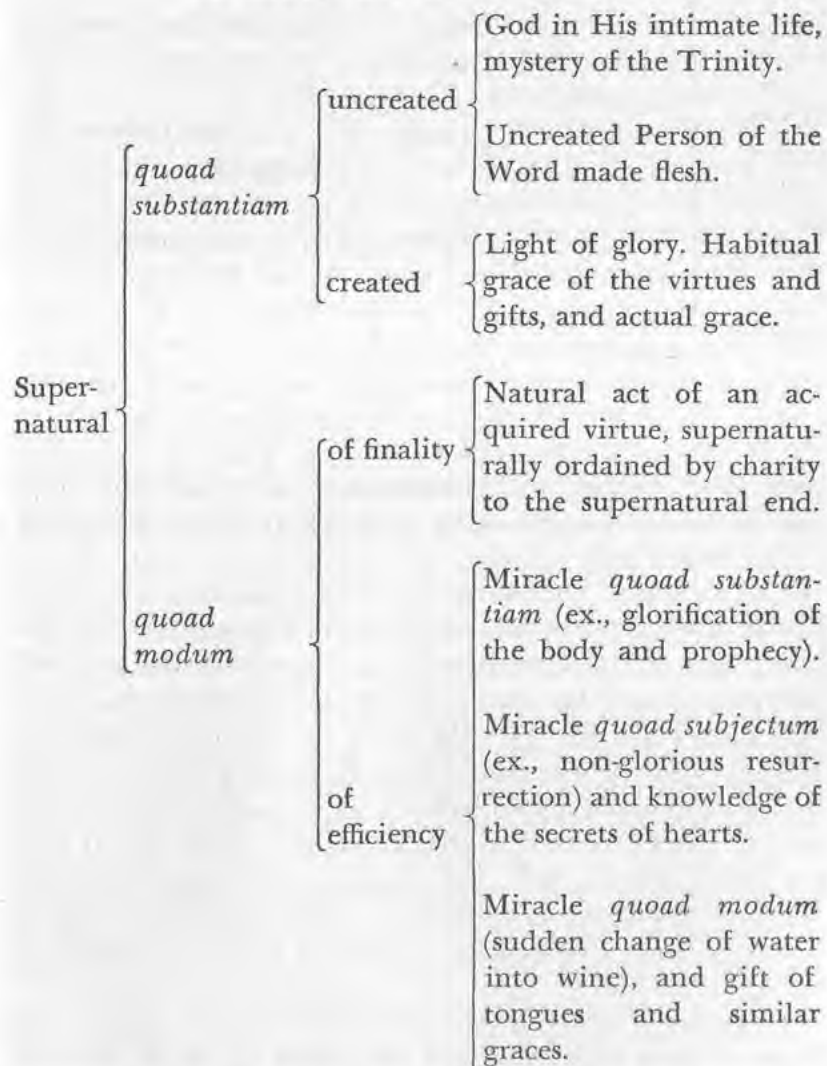 God in His intimate life,
mystery of the Trinity.
uncreated
Uncreated Person of the
Word made flesh.
quoad
substantiam
Light of glory. Habitual
created
grace of the virtues and
gifts, and actual grace.
Super-
natural
Natural act of an ac-
of finality
quired virtue, supernatu-
rally ordained by charity
to the supernatural end.
Miracle quoad substan-
quoad
modum
tiam (ex., glorification of
the body and prophecy).
Miracle quoad subjectum
(ex., non-glorious resur-
of
rection) and knowledge of
efficiency
the secrets of hearts.
Miracle quoad modum
(sudden change of water
into wine), and gift of
tongues and similar
graces.